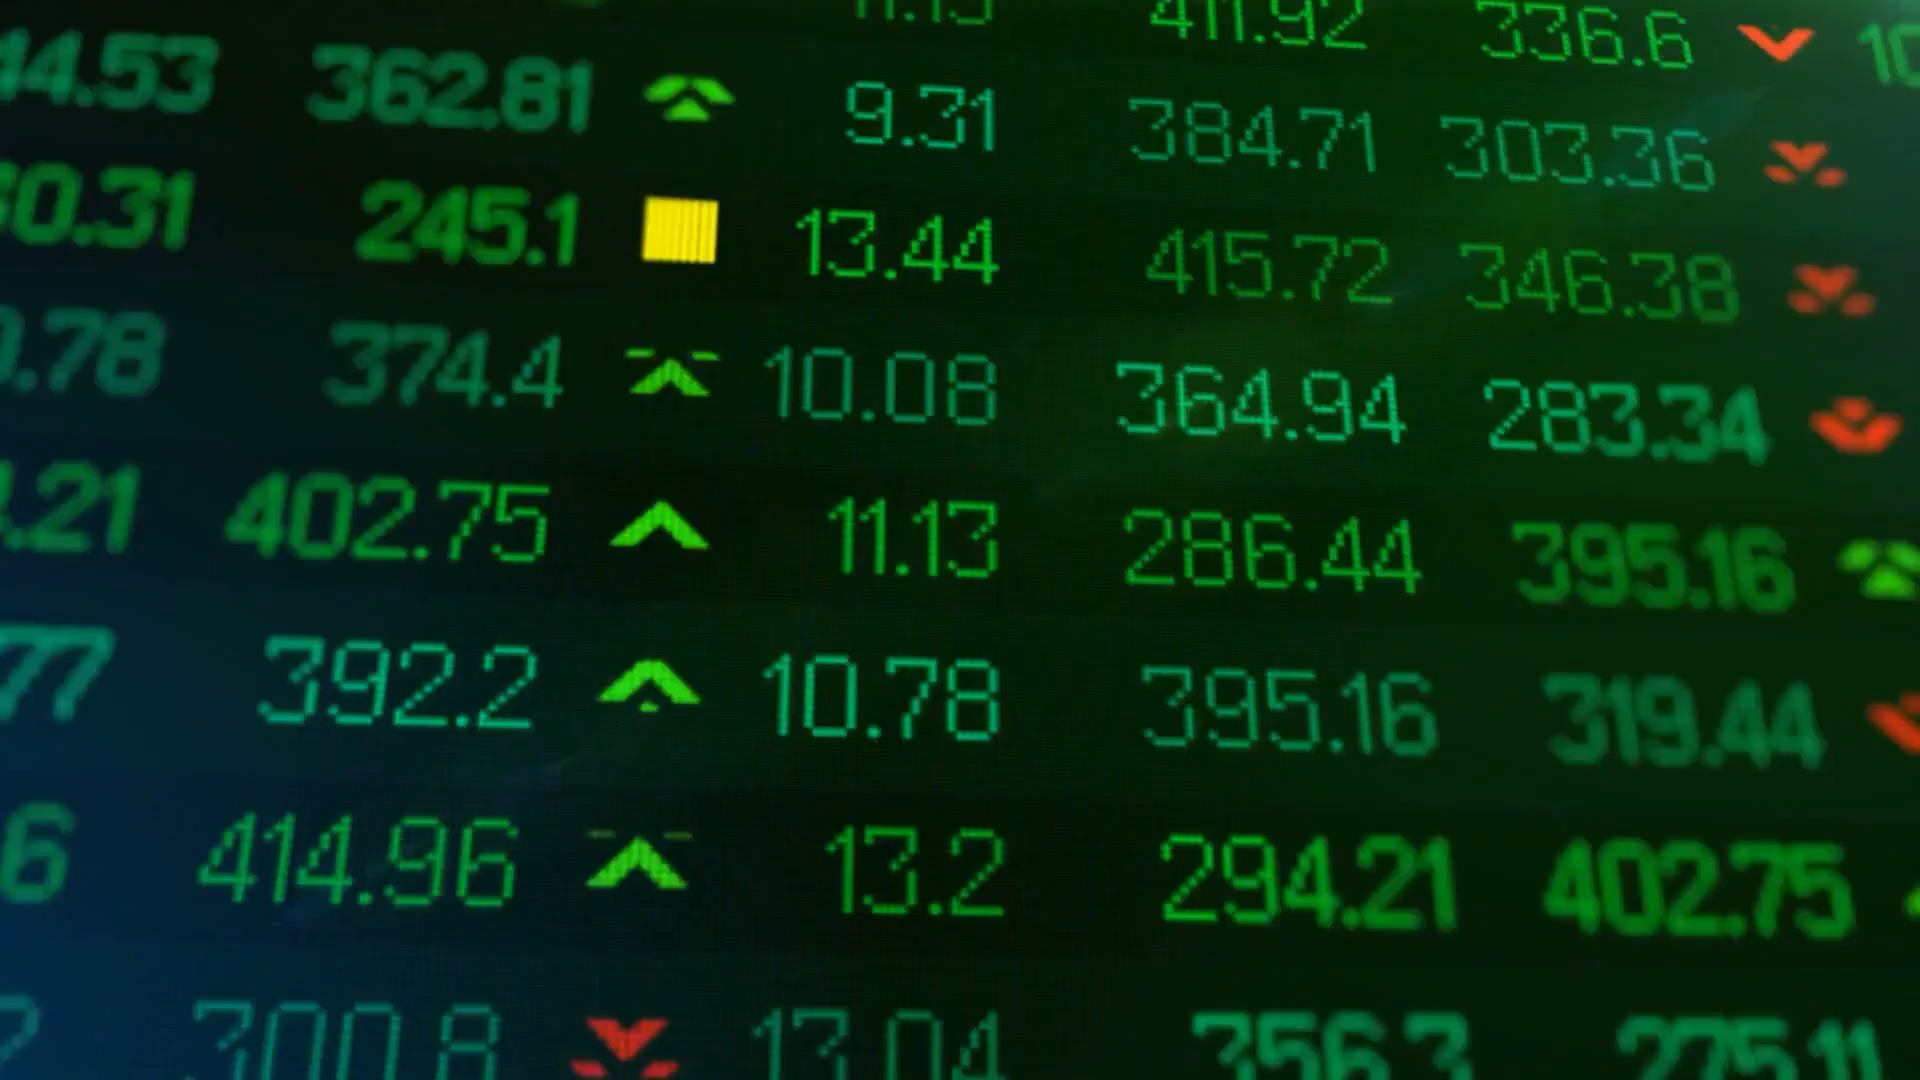 11.13 411.92 336.6
44.53 362.81 9.31 384.71 303.36
60.31 245.1 13.44 415.72 346.38
.78 374.4 10.08 364.94 283.34
.21 402.75 11.13 286.44 395.16
77 392.2 10.78 395.16 319.44
6 414.96 13.2 294.21 402.75
2 300.8 13.04 356.3 275.11